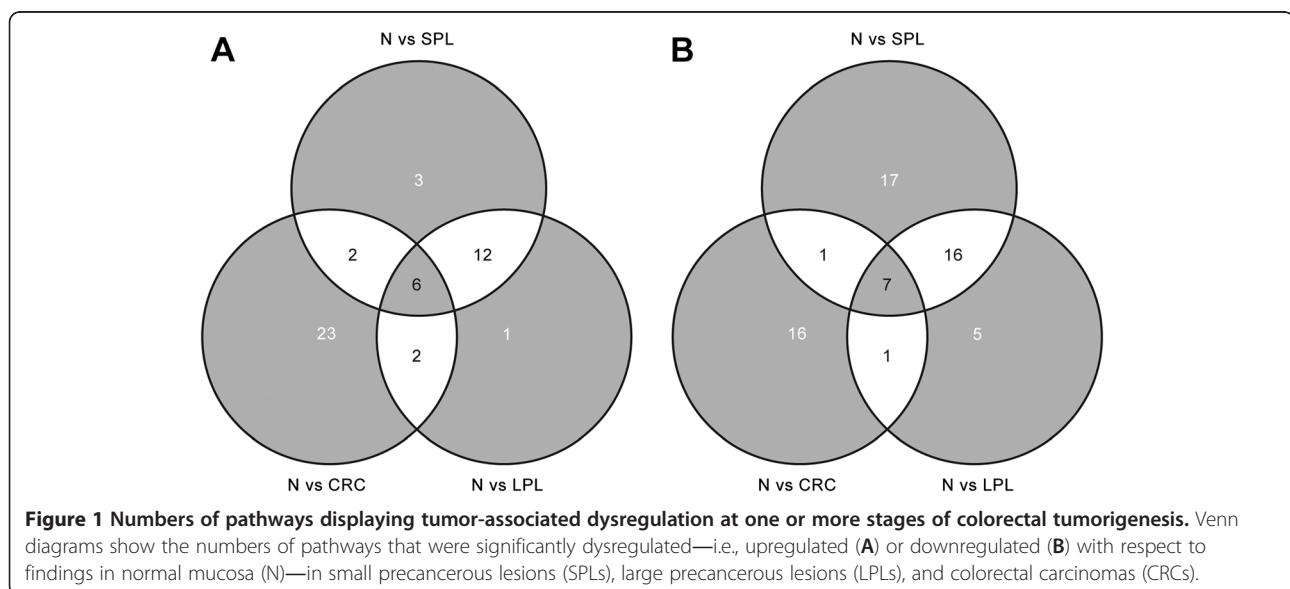 A
B
N vs SPL
N vs SPL
3
17
2
12
1
16
6
7
23
1
16
5
2
1
N vs CRC
N vs LPL
N vs CRC
N vs LPL
Figure 1 Numbers of pathways displaying tumor-associated dysregulation at one or more stages of colorectal tumorigenesis. Venn
diagrams show the numbers of pathways that were significantly dysregulated—i.e., upregulated (A) or downregulated (B) with respect to
findings in normal mucosa (N)—in small precancerous lesions (SPLs), large precancerous lesions (LPLs), and colorectal carcinomas (CRCs).